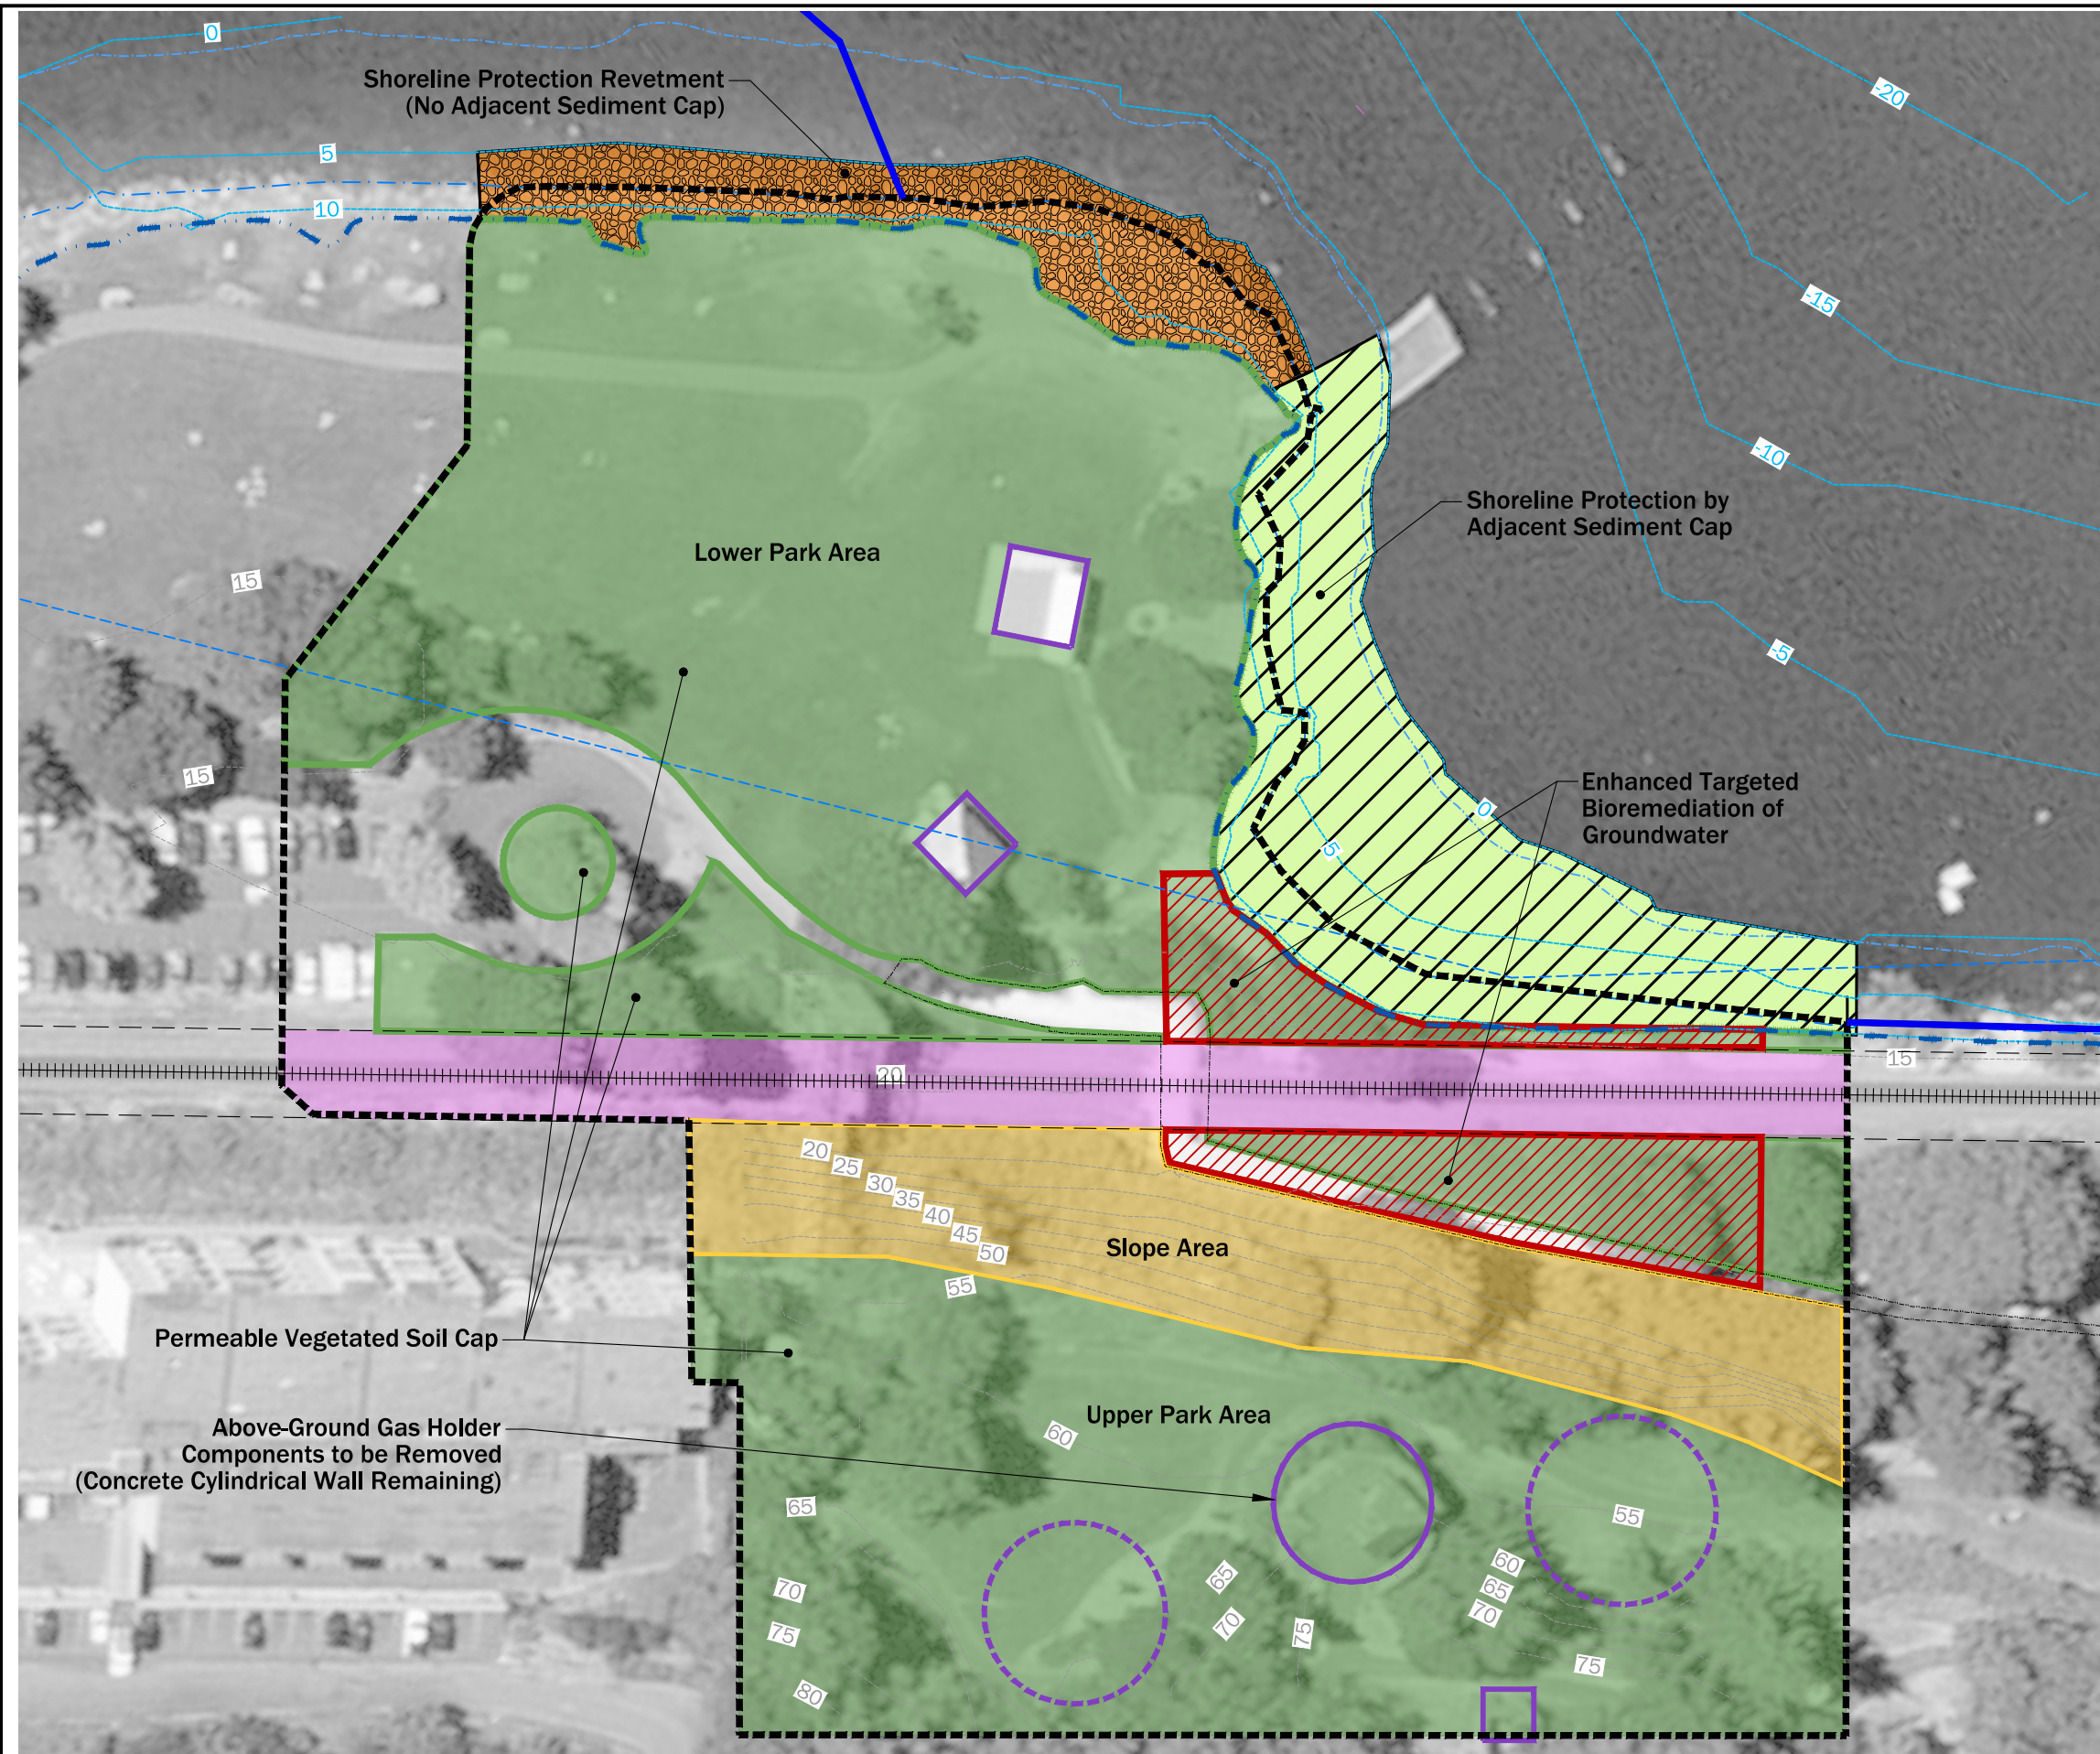 0
-20
Shoreline Protection Revetment
(No Adjacent Sediment Cap)
5
10
-15
-10
Shoreline Protection by
Adjacent Sediment Cap
Lower Park Area
15
-5
15
Enhanced Targeted
Bioremediation of
Groundwater
0
5
15
20
20
25
30
35
40
45
50
Slope Area
55
Permeable Vegetated Soil Cap
Above-Ground Gas Holder
Components to be Removed
(Concrete Cylindrical Wall Remaining)
Upper Park Area
60
65
55
60
65
65
70
70
70
75
75
75
80